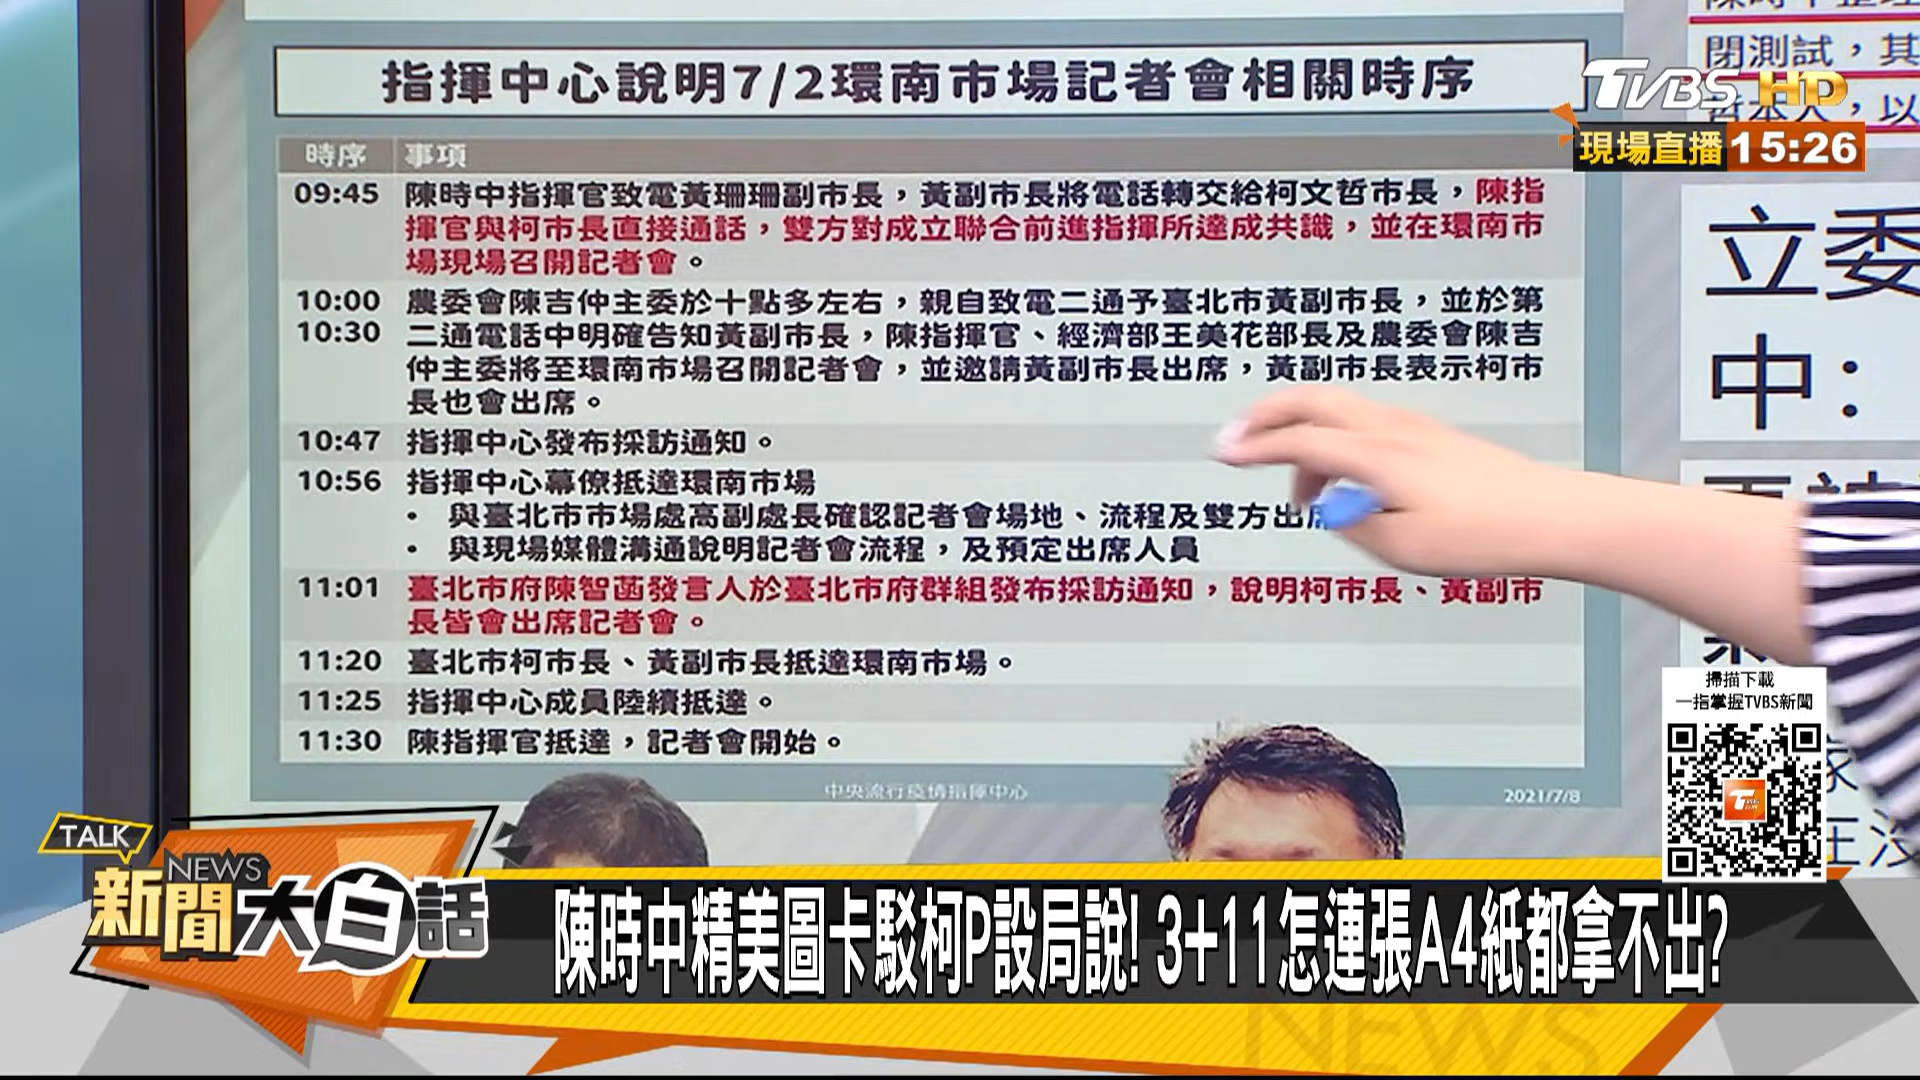 指揮中心說明7/2環南市場記者會相關時序
時序 事項
09:45 陳時中指揮官致電黃珊珊副市長，黃副市長將電話轉交給柯文哲市長，陳指
揮官與柯市長直接通話，雙方對成立聯合前進指揮所達成共識，並在環南市
場現場召開記者會。
10:00 農委會陳吉仲主委於十點多左右，親自致電二通予臺北市黃副市長，並於第
10:30 二通電話中明確告知黃副市長，陳指揮官、經濟部王美花部長及農委會陳吉
仲主委將至環南市場召開記者會，並邀請黃副市長出席，黃副市長表示柯市
長也會出席。
10:47 指揮中心發布採訪通知。
10:56 指揮中心幕僚抵達環南市場
• 與臺北市市場處高副處長確認記者會場地、流程及雙方出席
• 與現場媒體溝通說明記者會流程，及預定出席人員
11:01 臺北市府陳智菡發言人於臺北市府群組發布採訪通知，說明柯市長、黃副市
長皆會出席記者會。
11:20 臺北市柯市長、黃副市長抵達環南市場。
11:25 指揮中心成員陸續抵達。
11:30 陳指揮官抵達，記者會開始。
中央流行疫情指揮中心
2021/7/8
閉測試，其
哲本人，以
TVBS HD
現場直播 15:26
立委
中：
掃描下載
一指掌握TVBS新聞
TALK
NEWS
新聞大白話
陳時中精美圖卡駁柯P設局說! 3+11怎連張A4紙都拿不出?
NEWS